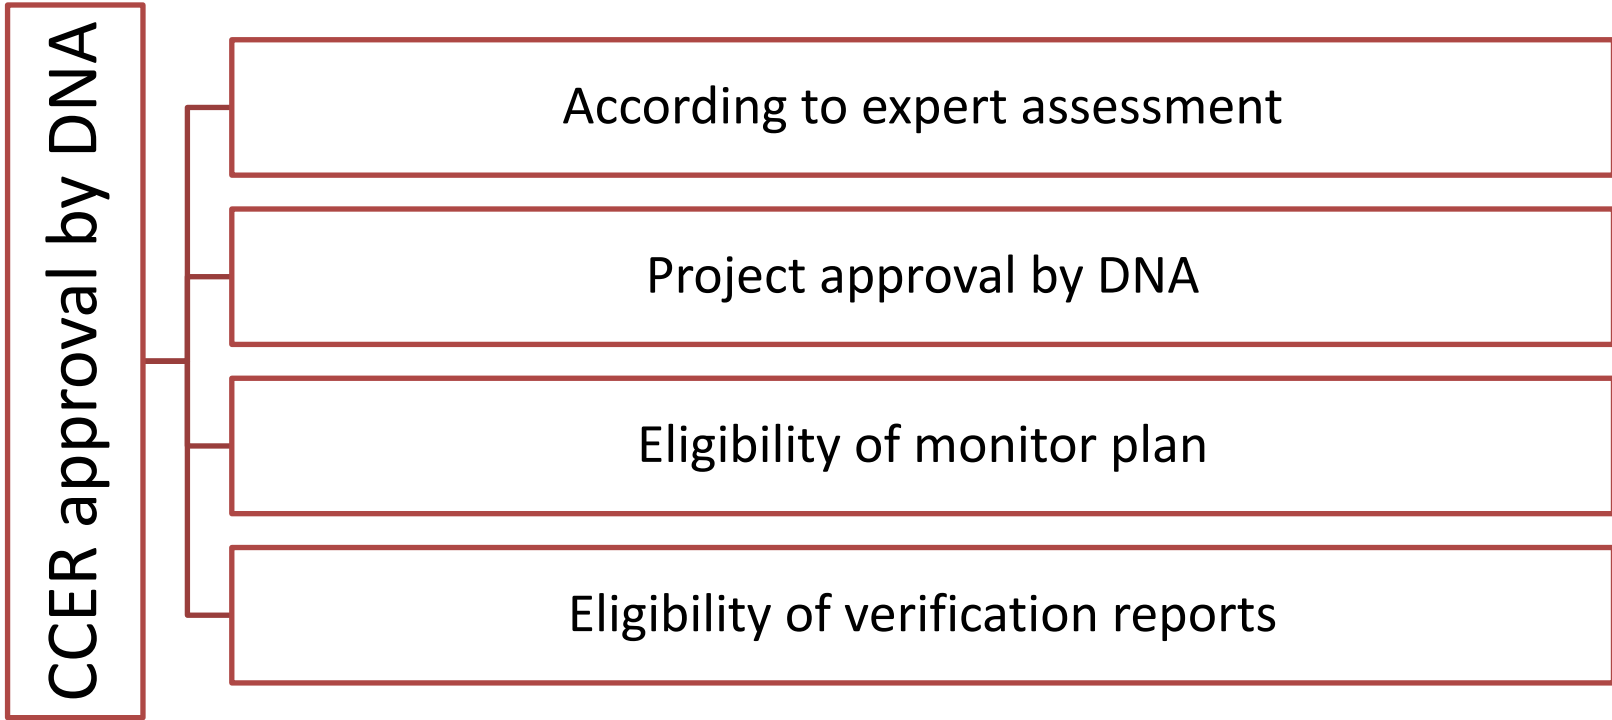 CCER approval by DNA
According to expert assessment
Project approval by DNA
Eligibility of monitor plan
Eligibility of verification reports